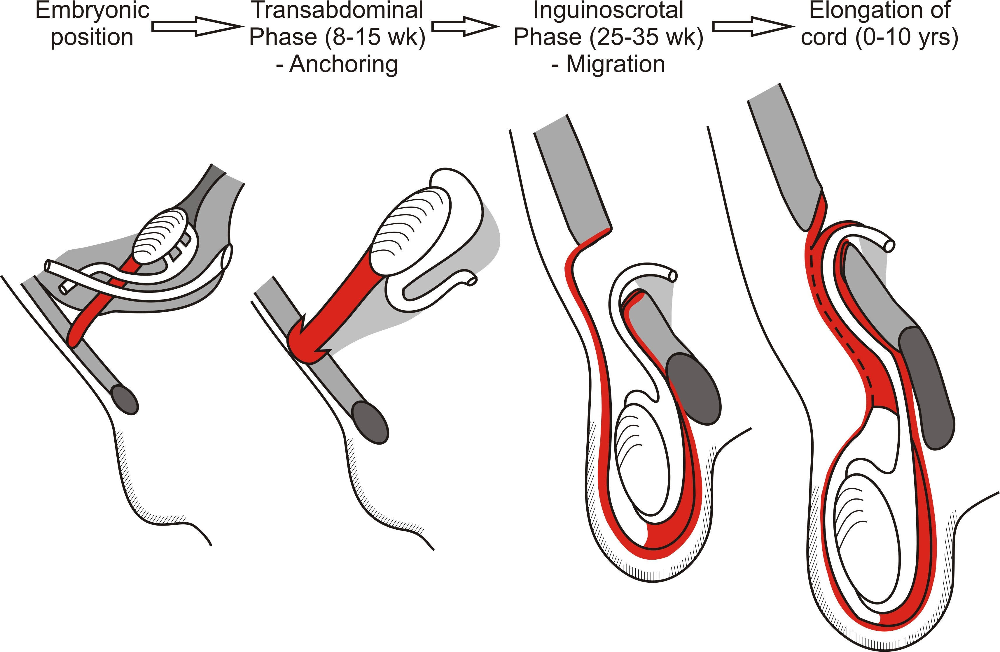 Embryonic
position
Transabdominal
Phase (8-15 wk)
- Anchoring
Inguinoscrotal
Phase (25-35 wk)
- Migration
Elongation of
cord (0-10 yrs)